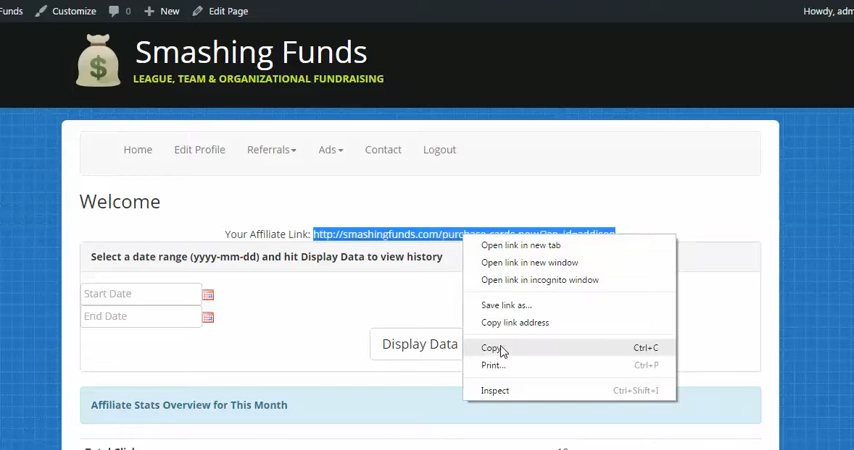 Funds Customize 0 New Edit Page Howdy, adm
Smashing Funds
LEAGUE, TEAM & ORGANIZATIONAL FUNDRAISING
Home Edit Profile Referrals Ads Contact Logout
Welcome
Your Affiliate Link: http://smashingfunds.com/purchase-cards-now/?ap_id=addison
Open link in new tab
Select a date range (yyyy-mm-dd) and hit Display Data to view history
Open link in new window
Open link in incognito window
Start Date
Save link as...
End Date
Copy link address
Display Data
Copy Ctrl+C
Print... Ctrl+P
Inspect Ctrl+Shift+I
Affiliate Stats Overview for This Month